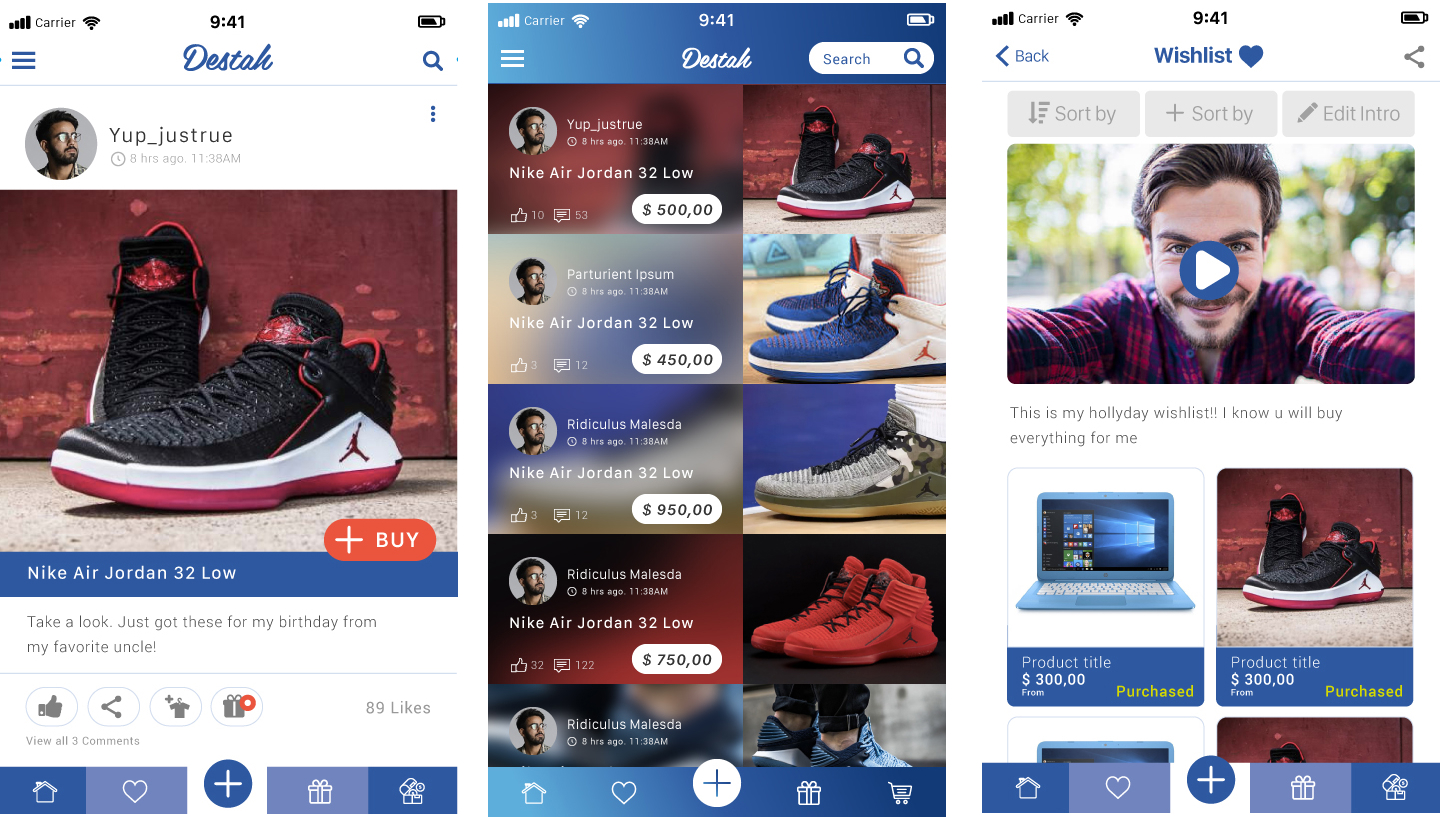 Carrier
9:41
Destah
Yup_justrue
8 hrs ago. 11:38AM
BUY
Nike Air Jordan 32 Low
Take a look. Just got these for my birthday from
my favorite uncle!
89 Likes
View all 3 Comments
Carrier
9:41
Destah
Search
Yup_justrue
8 hrs ago. 11:38AM
Nike Air Jordan 32 Low
10
53
$ 500,00
Parturient Ipsum
8 hrs ago. 11:38AM
Nike Air Jordan 32 Low
3
12
$ 450,00
Ridiculus Malesda
8 hrs ago. 11:38AM
Nike Air Jordan 32 Low
3
12
$ 950,00
Ridiculus Malesda
8 hrs ago. 11:38AM
Nike Air Jordan 32 Low
32
122
$ 750,00
Ridiculus Malesda
8 hrs ago. 11:38AM
Carrier
9:41
Back
Wishlist
Sort by
Sort by
Edit Intro
This is my hollyday wishlist!! I know u will buy
everything for me
Product title
$ 300,00
From
Purchased
Product title
$ 300,00
From
Purchased